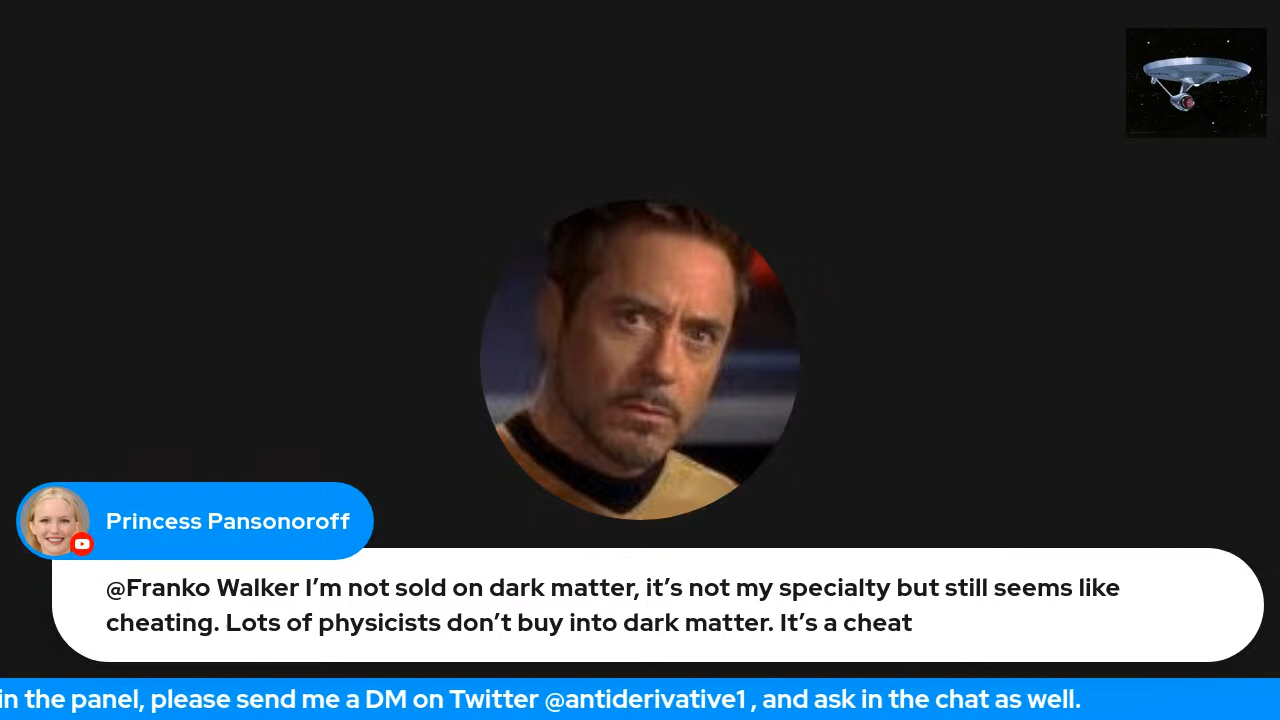 Princess Pansonoroff
@Franko Walker I’m not sold on dark matter, it’s not my specialty but still seems like
cheating. Lots of physicists don’t buy into dark matter. It’s a cheat
in the panel, please send me a DM on Twitter @antiderivative1 , and ask in the chat as well.